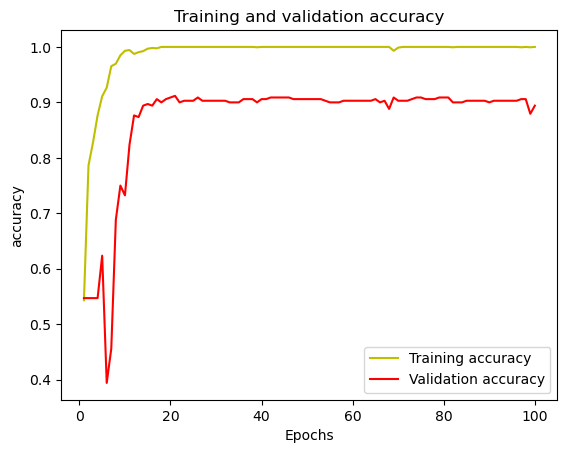 Training and validation accuracy
accuracy
1.0
0.9
0.8
0.7
0.6
0.5
0.4
0
20
40
60
80
100
Epochs
Training accuracy
Validation accuracy